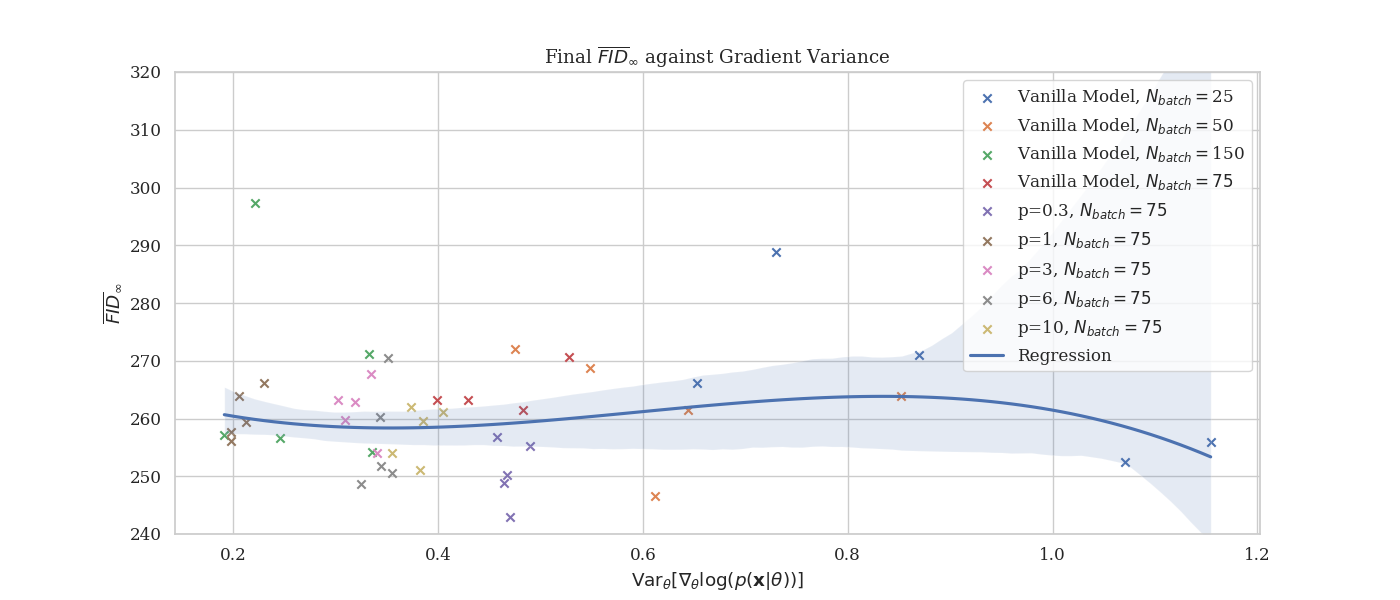 Final $\overline{FID}_\infty$ against Gradient Variance
$\overline{FID}_\infty$
320
310
300
290
280
270
260
250
240
0.2
0.4
0.6
0.8
1.0
1.2
$\mathrm{Var}_\theta[\nabla_\theta \log(p(\mathbf{x}|\theta))]$
Vanilla Model, $N_{batch} = 25$
Vanilla Model, $N_{batch} = 50$
Vanilla Model, $N_{batch} = 150$
Vanilla Model, $N_{batch} = 75$
p=0.3, $N_{batch} = 75$
p=1, $N_{batch} = 75$
p=3, $N_{batch} = 75$
p=6, $N_{batch} = 75$
p=10, $N_{batch} = 75$
Regression